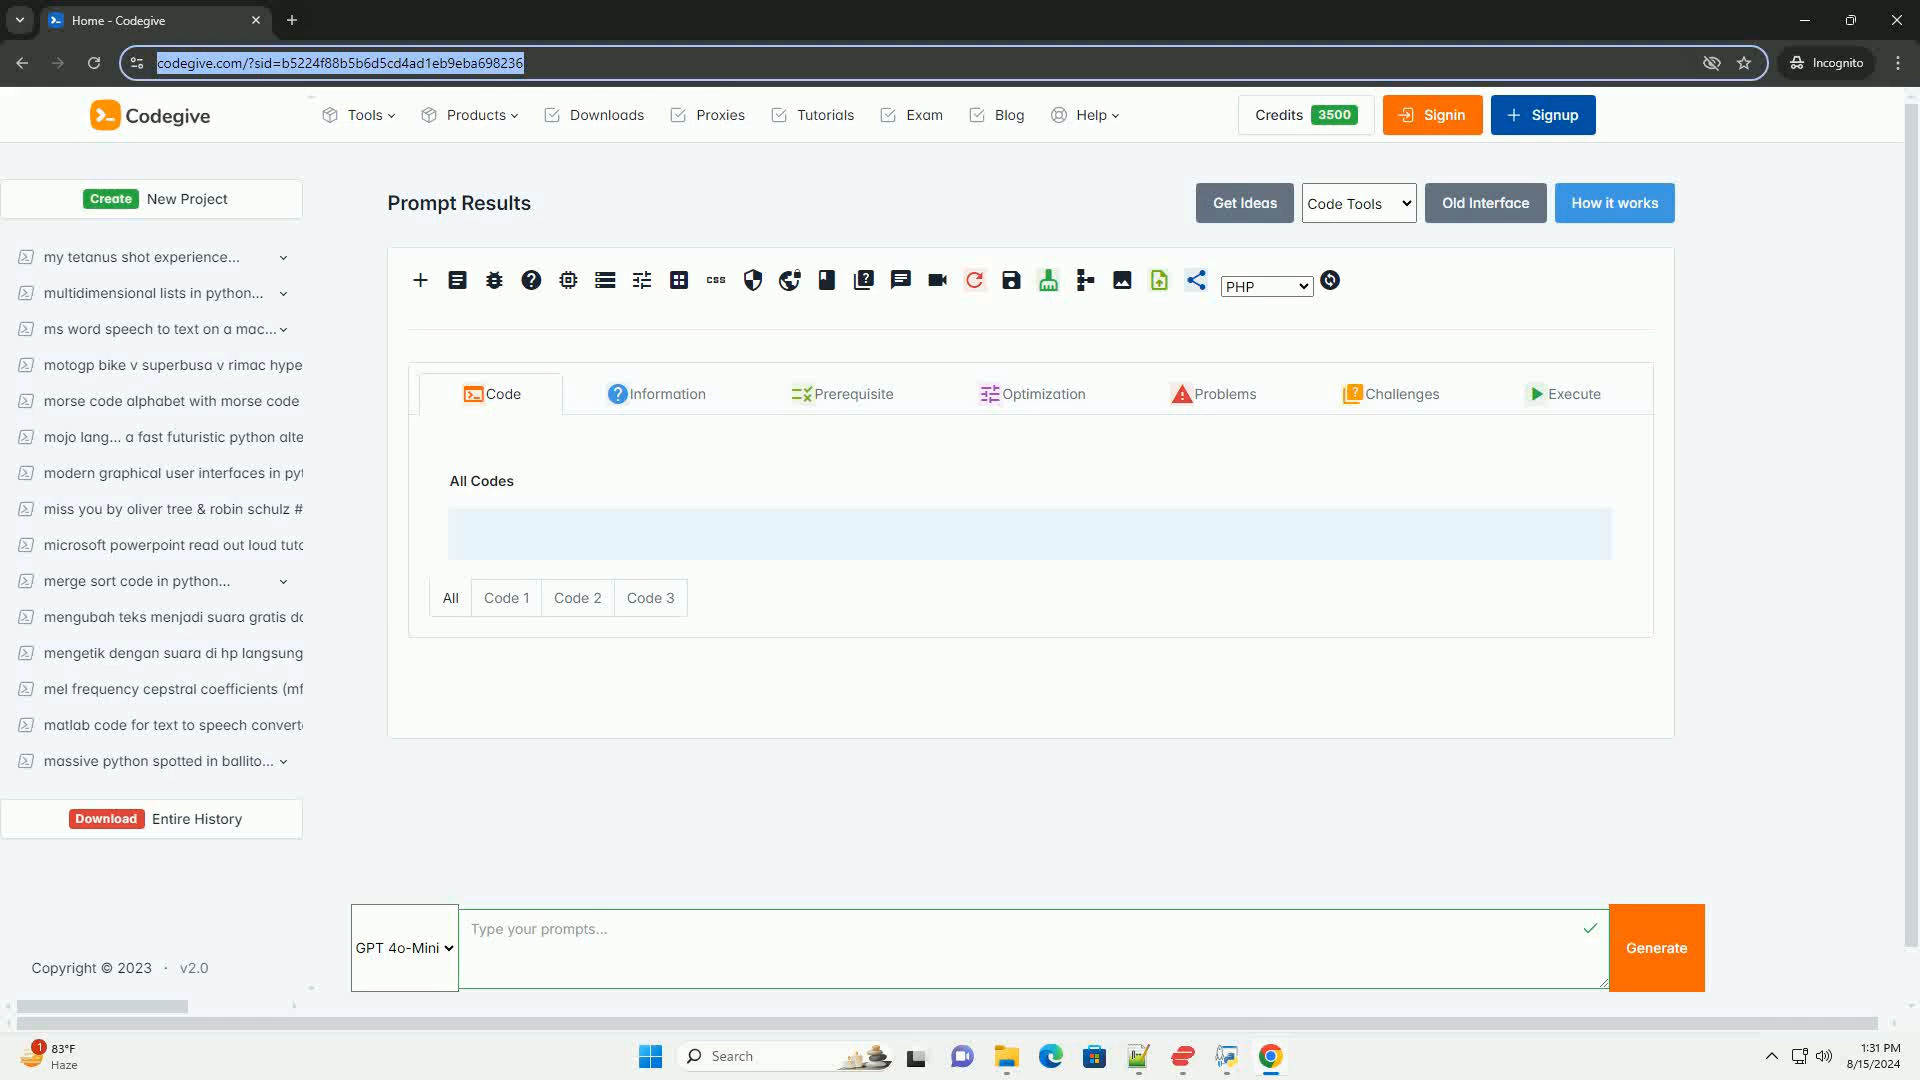 Home - Codegive
codegive.com/?sid=b5224f88b5b6d5cd4ad1eb9eba698236
Incognito
Codegive
Tools
Products
Downloads
Proxies
Tutorials
Exam
Blog
Help
Credits 3500
Signin
Signup
Create New Project
Prompt Results
Get Ideas
Code Tools
Old Interface
How it works
my tetanus shot experience...
multidimensional lists in python...
ms word speech to text on a mac...
motogp bike v superbusa v rimac hype
morse code alphabet with morse code
mojo lang... a fast futuristic python alte
modern graphical user interfaces in pyt
miss you by oliver tree & robin schulz #
microsoft powerpoint read out loud tuto
merge sort code in python...
mengubah teks menjadi suara gratis da
mengetik dengan suara di hp langsung
mel frequency cepstral coefficients (mf
matlab code for text to speech converte
massive python spotted in ballito...
Download Entire History
css
PHP
Code
Information
Prerequisite
Optimization
Problems
Challenges
Execute
All Codes
All
Code 1
Code 2
Code 3
GPT 4o-Mini
Type your prompts...
Generate
Copyright © 2023 · v2.0
1
83°F
Haze
Search
1:31 PM
8/15/2024